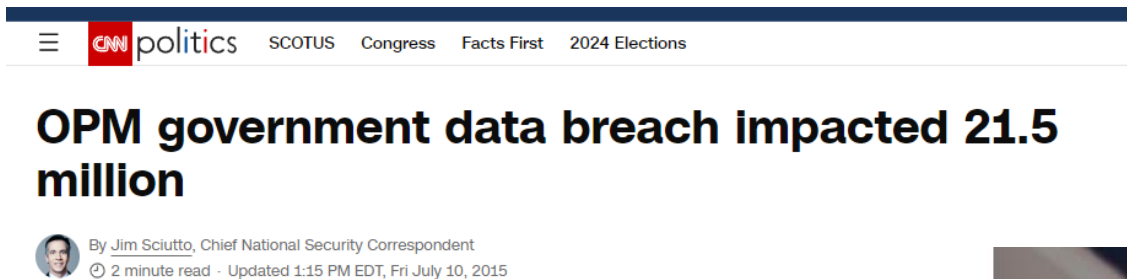 CNN politics SCOTUS Congress Facts First 2024 Elections
OPM government data breach impacted 21.5
million
By Jim Sciutto, Chief National Security Correspondent
2 minute read · Updated 1:15 PM EDT, Fri July 10, 2015